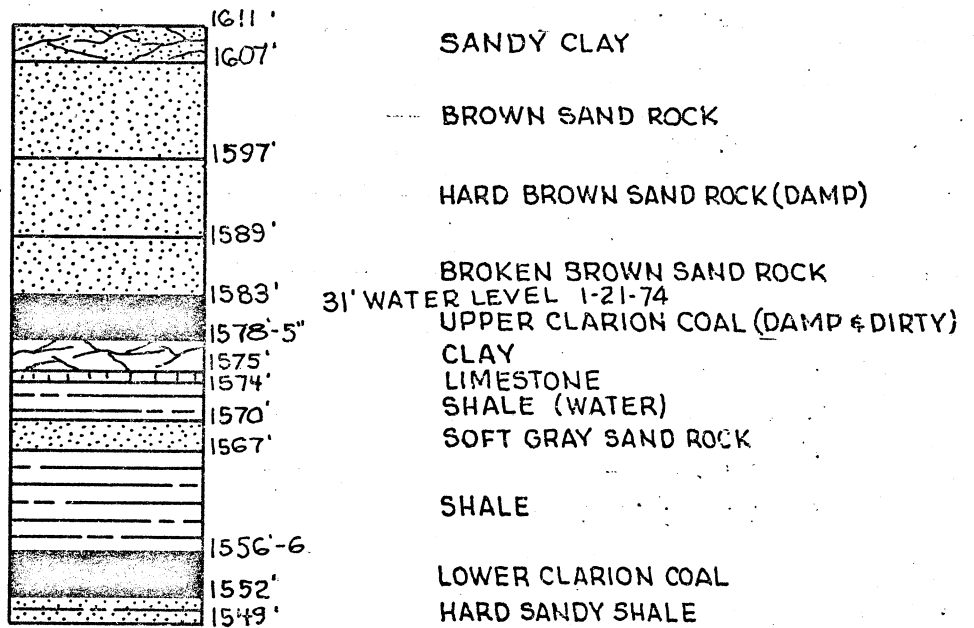 1611'
SANDY CLAY
1607'
BROWN SAND ROCK
1597'
HARD BROWN SAND ROCK (DAMP)
1589'
BROKEN BROWN SAND ROCK
1583'
31' WATER LEVEL 1-21-74
UPPER CLARION COAL (DAMP & DIRTY)
1578'-5"
CLAY
1575'
LIMESTONE
1574'
SHALE (WATER)
1570'
SOFT GRAY SAND ROCK
1567'
SHALE
1556'-6
LOWER CLARION COAL
1552'
HARD SANDY SHALE
1549'